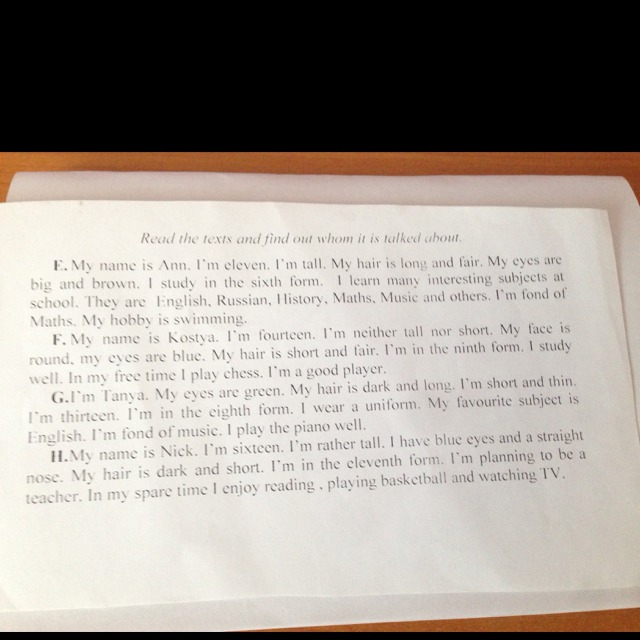 Read the texts and find out whom it is talked about.
E. My name is Ann. I'm eleven. I'm tall. My hair is long and fair. My eyes are
big and brown. I study in the sixth form. I learn many interesting subjects at
school. They are English, Russian, History, Maths, Music and others. I'm fond of
Maths. My hobby is swimming.
F. My name is Kostya. I'm fourteen. I'm neither tall nor short. My face is
round, my eyes are blue. My hair is short and fair. I'm in the ninth form. I study
well. In my free time I play chess. I'm a good player.
G.I'm Tanya. My eyes are green. My hair is dark and long. I'm short and thin.
I'm thirteen. I'm in the eighth form. I wear a uniform. My favourite subject is
English. I'm fond of music. I play the piano well.
H.My name is Nick. I'm sixteen. I'm rather tall. I have blue eyes and a straight
nose. My hair is dark and short. I'm in the eleventh form. I'm planning to be a
teacher. In my spare time I enjoy reading , playing basketball and watching TV.